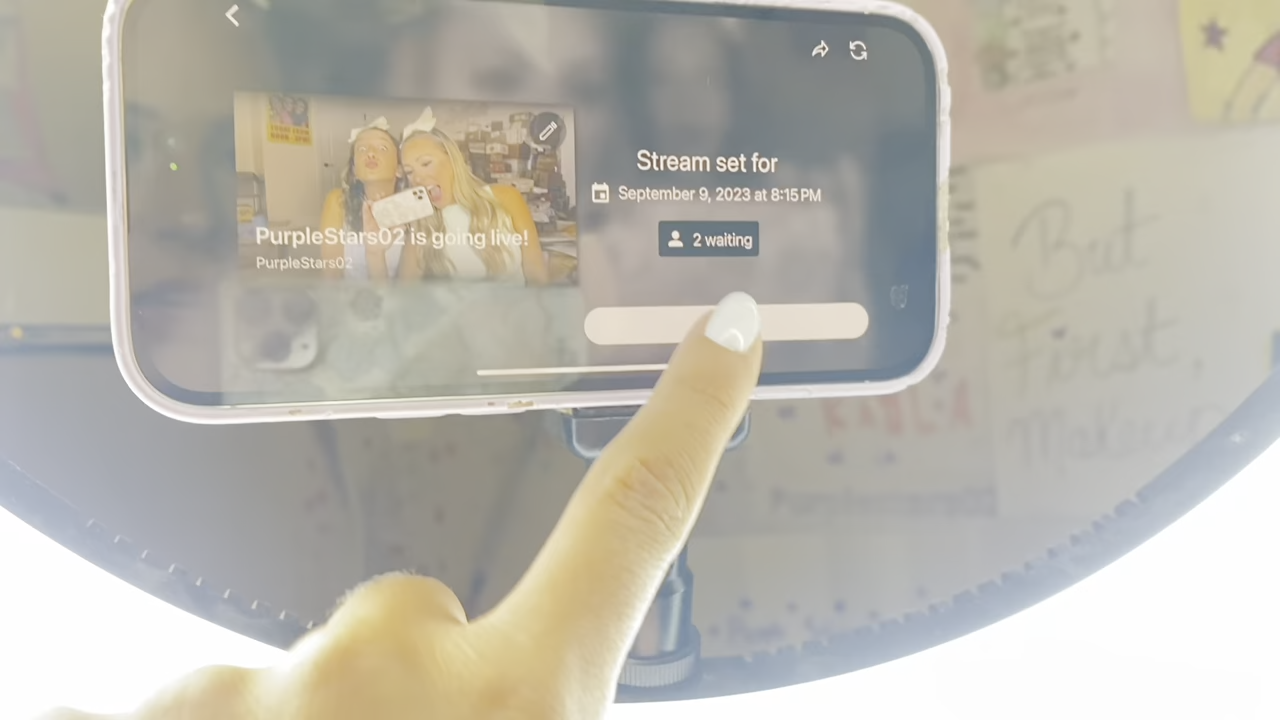 Stream set for
September 9, 2023 at 8:15 PM
2 waiting
PurpleStars02 is going live!
PurpleStars02
But
First,
Makeup